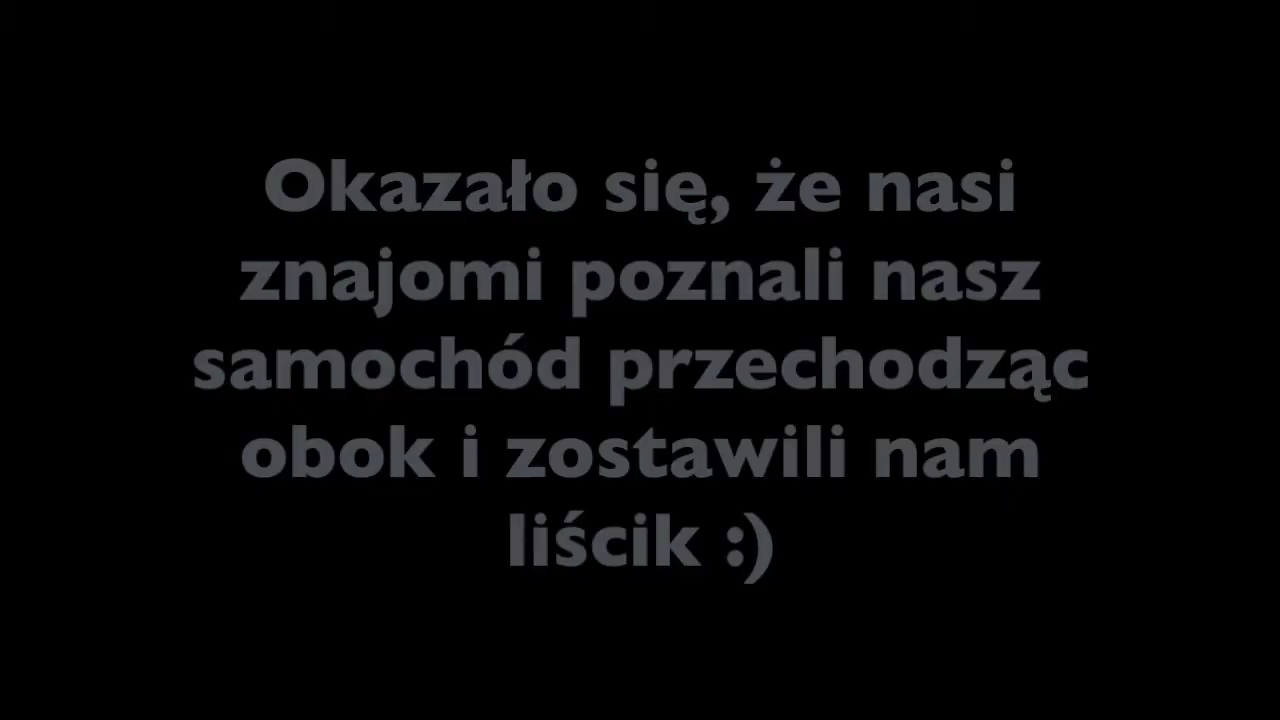 Okazało się, że nasi
znajomi poznali nasz
samochód przechodząc
obok i zostawili nam
liścik :)